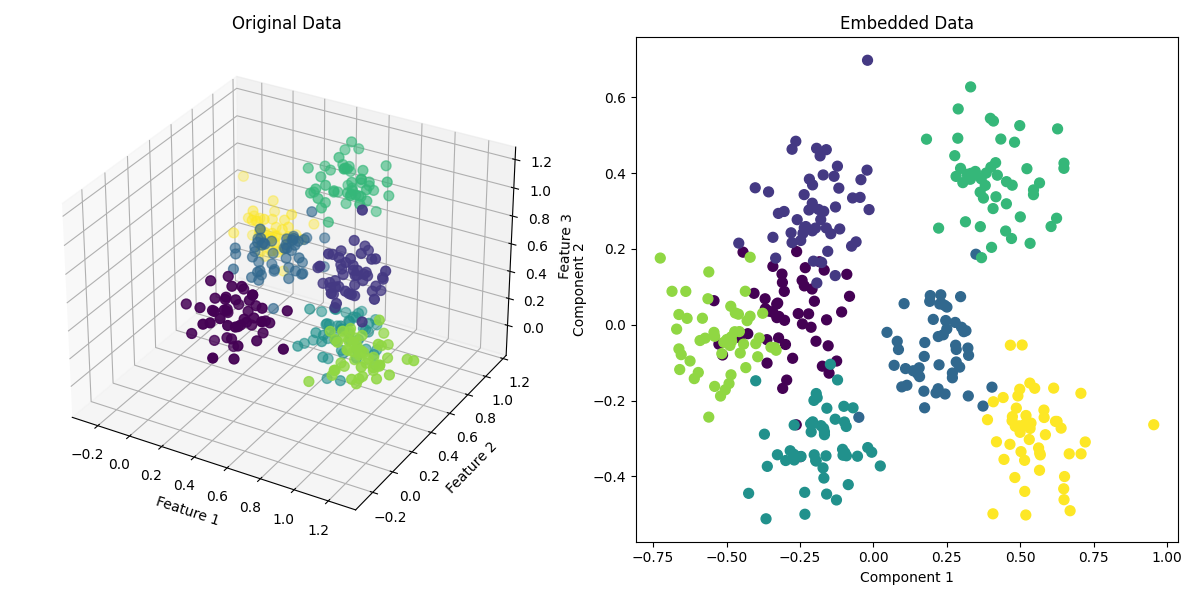 Original Data
−0.2 0.0 0.2 0.4 0.6 0.8 1.0 1.2
Feature 1
−0.2 0.0 0.2 0.4 0.6 0.8 1.0 1.2
Feature 2
0.0 0.2 0.4 0.6 0.8 1.0 1.2
Feature 3
Embedded Data
0.6
0.4
0.2
0.0
−0.2
−0.4
Component 2
−0.75 −0.50 −0.25 0.00 0.25 0.50 0.75 1.00
Component 1